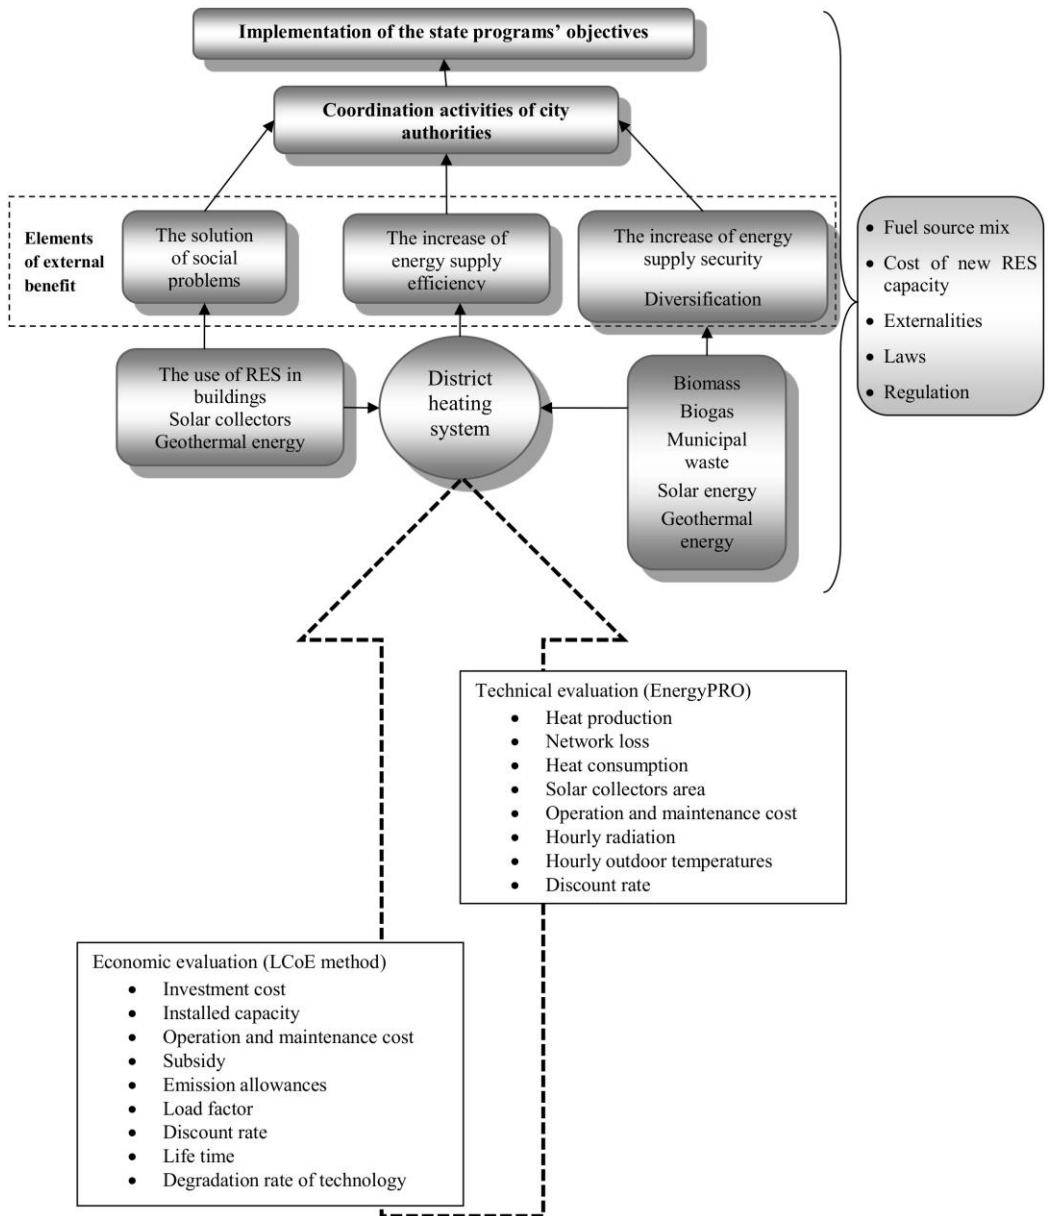 Implementation of the state programs' objectives
Coordination activities of city
authorities
Elements
of external
benefit
The solution
of social
problems
The increase of
energy supply
efficiency
The increase of energy
supply security
Diversification
• Fuel source mix
• Cost of new RES
capacity
• Externalities
• Laws
• Regulation
The use of RES in
buildings
Solar collectors
Geothermal energy
District
heating
system
Biomass
Biogas
Municipal
waste
Solar energy
Geothermal
energy
Technical evaluation (EnergyPRO)
• Heat production
• Network loss
• Heat consumption
• Solar collectors area
• Operation and maintenance cost
• Hourly radiation
• Hourly outdoor temperatures
• Discount rate
Economic evaluation (LCoE method)
• Investment cost
• Installed capacity
• Operation and maintenance cost
• Subsidy
• Emission allowances
• Load factor
• Discount rate
• Life time
• Degradation rate of technology